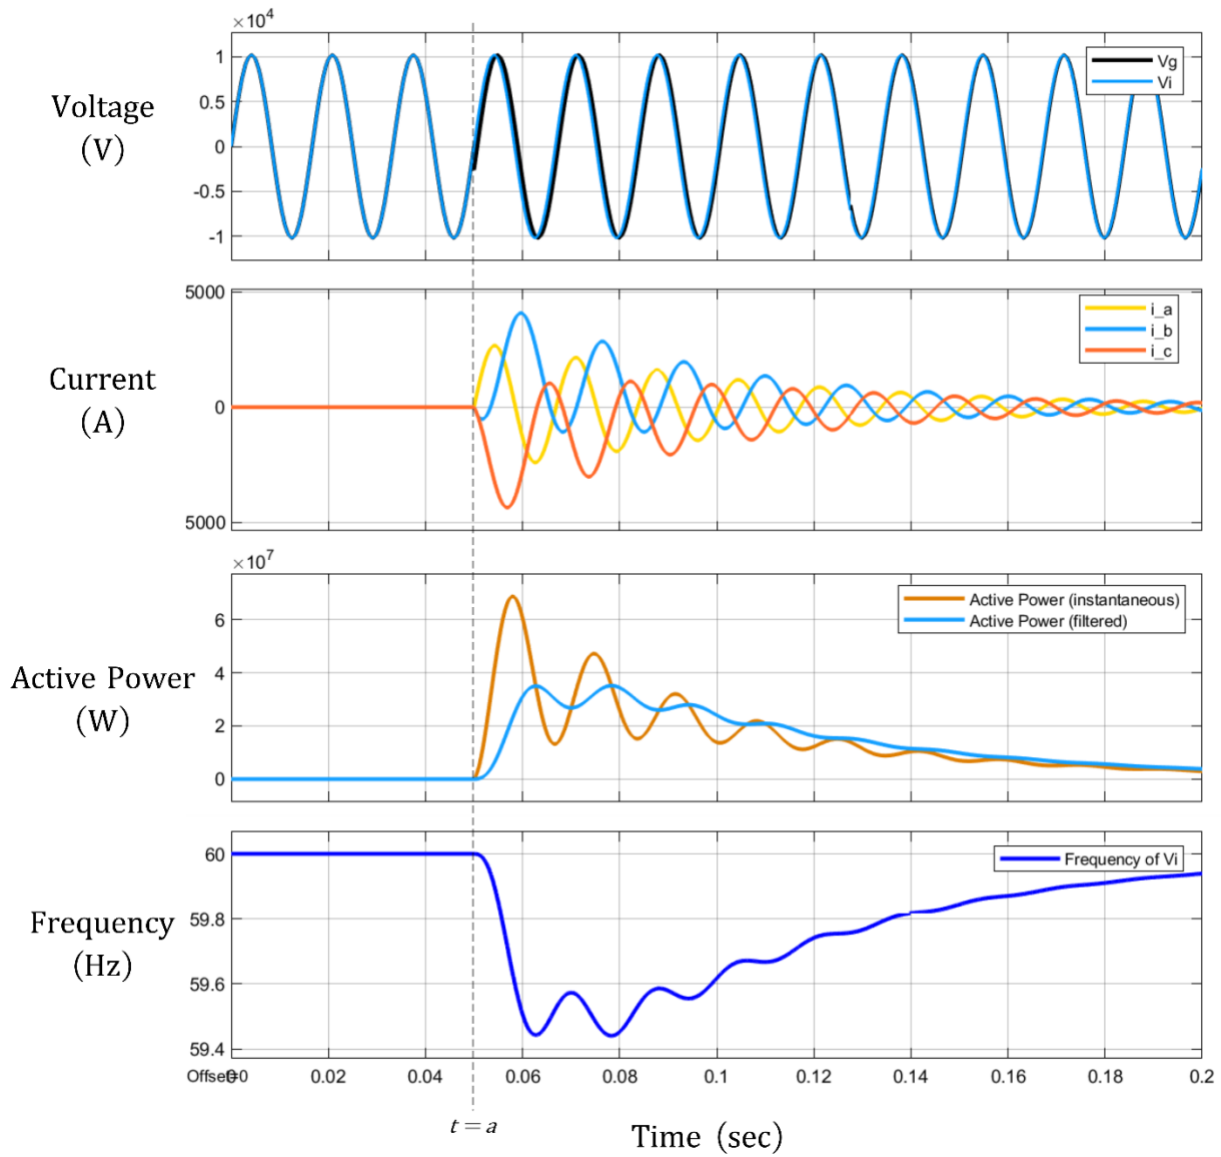 ×10⁴
1
0.5
0
-0.5
-1
Voltage
(V)
Vg
Vi
5000
0
5000
Current
(A)
i_a
i_b
i_c
×10⁷
6
4
2
0
Active Power
(W)
Active Power (instantaneous)
Active Power (filtered)
60
59.8
59.6
59.4
Frequency
(Hz)
Frequency of Vi
Offset=0 0 0.02 0.04 0.06 0.08 0.1 0.12 0.14 0.16 0.18 0.2
t = a
Time (sec)